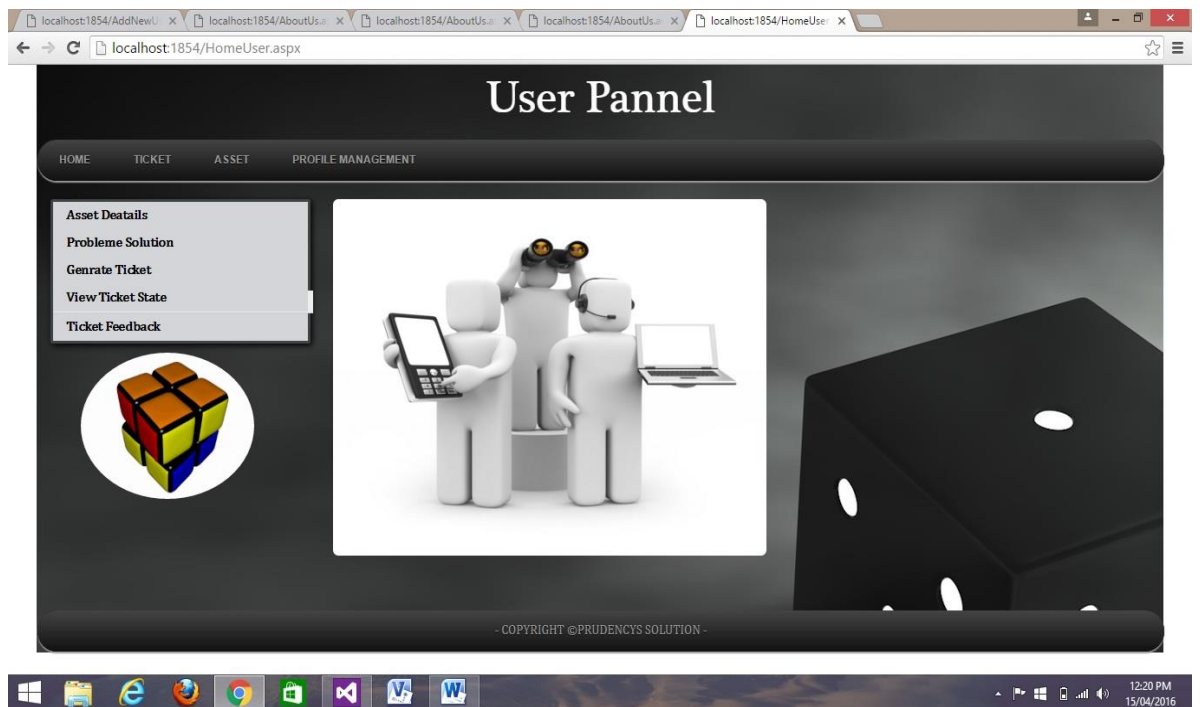 localhost:1854/AddNewU
localhost:1854/AboutUs.a
localhost:1854/AboutUs.a
localhost:1854/AboutUs.a
localhost:1854/HomeUser
localhost:1854/HomeUser.aspx
User Pannel
HOME TICKET ASSET PROFILE MANAGEMENT
Asset Deatails
Probleme Solution
Genrate Ticket
View Ticket State
Ticket Feedback
- COPYRIGHT ©PRUDENCYS SOLUTION -
12:20 PM
15/04/2016